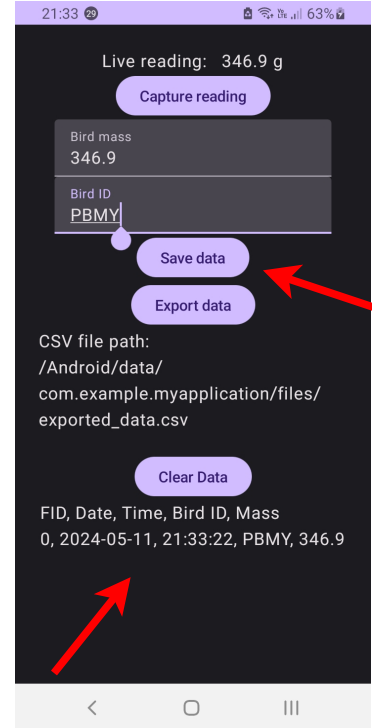 21:33 29 63%
Live reading: 346.9 g
Capture reading
Bird mass
346.9
Bird ID
PBMY
Save data
Export data
CSV file path:
/Android/data/
com.example.myapplication/files/
exported_data.csv
Clear Data
FID, Date, Time, Bird ID, Mass
0, 2024-05-11, 21:33:22, PBMY, 346.9